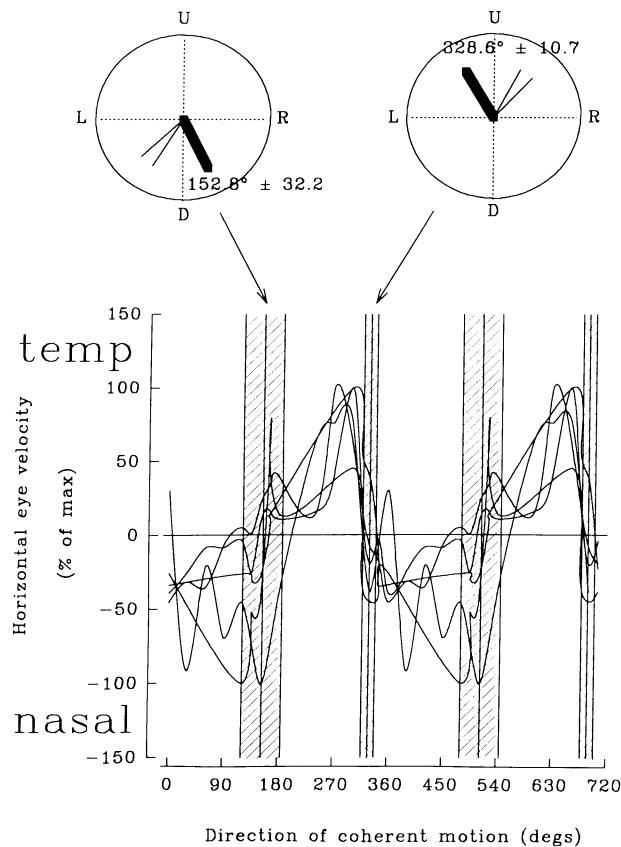 U
U
328.6° ± 10.7
L
R
L
R
152.8° ± 32.2
D
D
150
temp
100
50
0
−50
−100
nasal
−150
Horizontal eye velocity
(% of max)
0 90 180 270 360 450 540 630 720
Direction of coherent motion (degs)